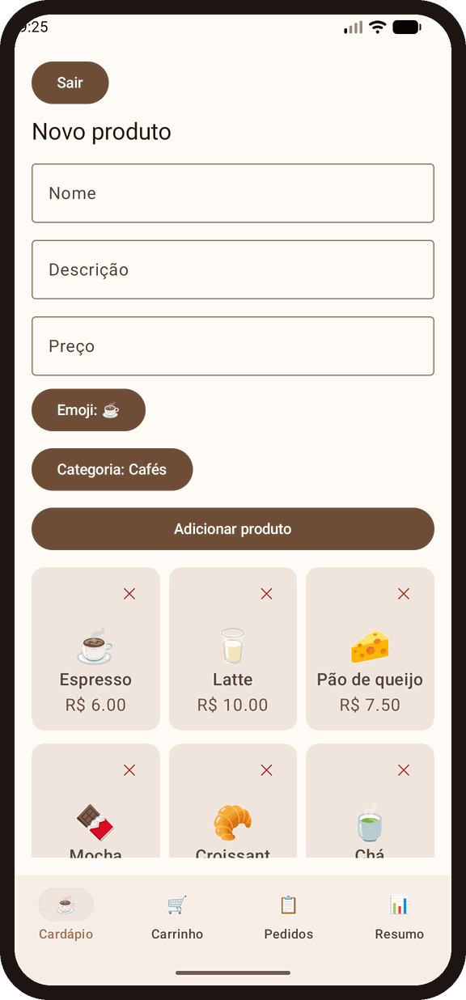 9:25
Sair
Novo produto
Nome
Descrição
Preço
Emoji: ☕
Categoria: Cafés
Adicionar produto
Espresso
R$ 6.00
Latte
R$ 10.00
Pão de queijo
R$ 7.50
Mocha
Croissant
Chá
Cardápio
Carrinho
Pedidos
Resumo